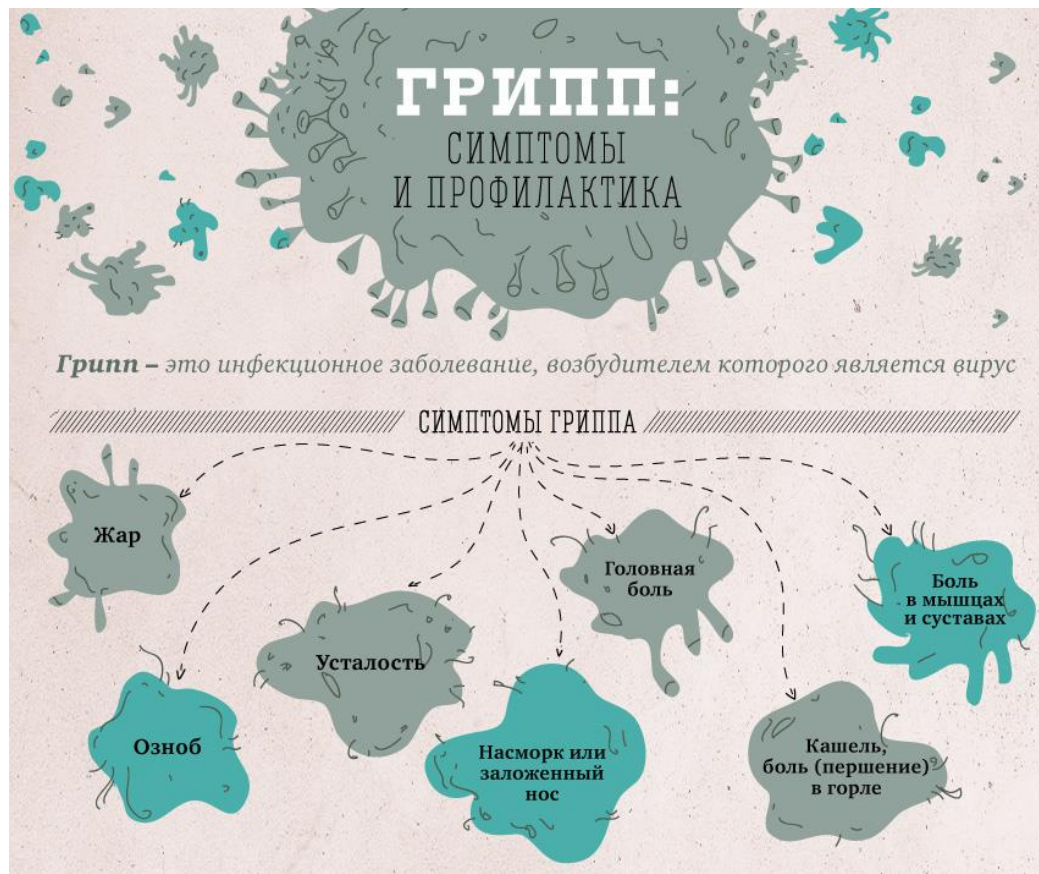 ГРИПП:
СИМПТОМЫ
И ПРОФИЛАКТИКА
Грипп – это инфекционное заболевание, возбудителем которого является вирус
СИМПТОМЫ ГРИППА
Жар
Озноб
Усталость
Насморк или
заложенный
нос
Головная
боль
Кашель,
боль (першение)
в горле
Боль
в мышцах
и суставах